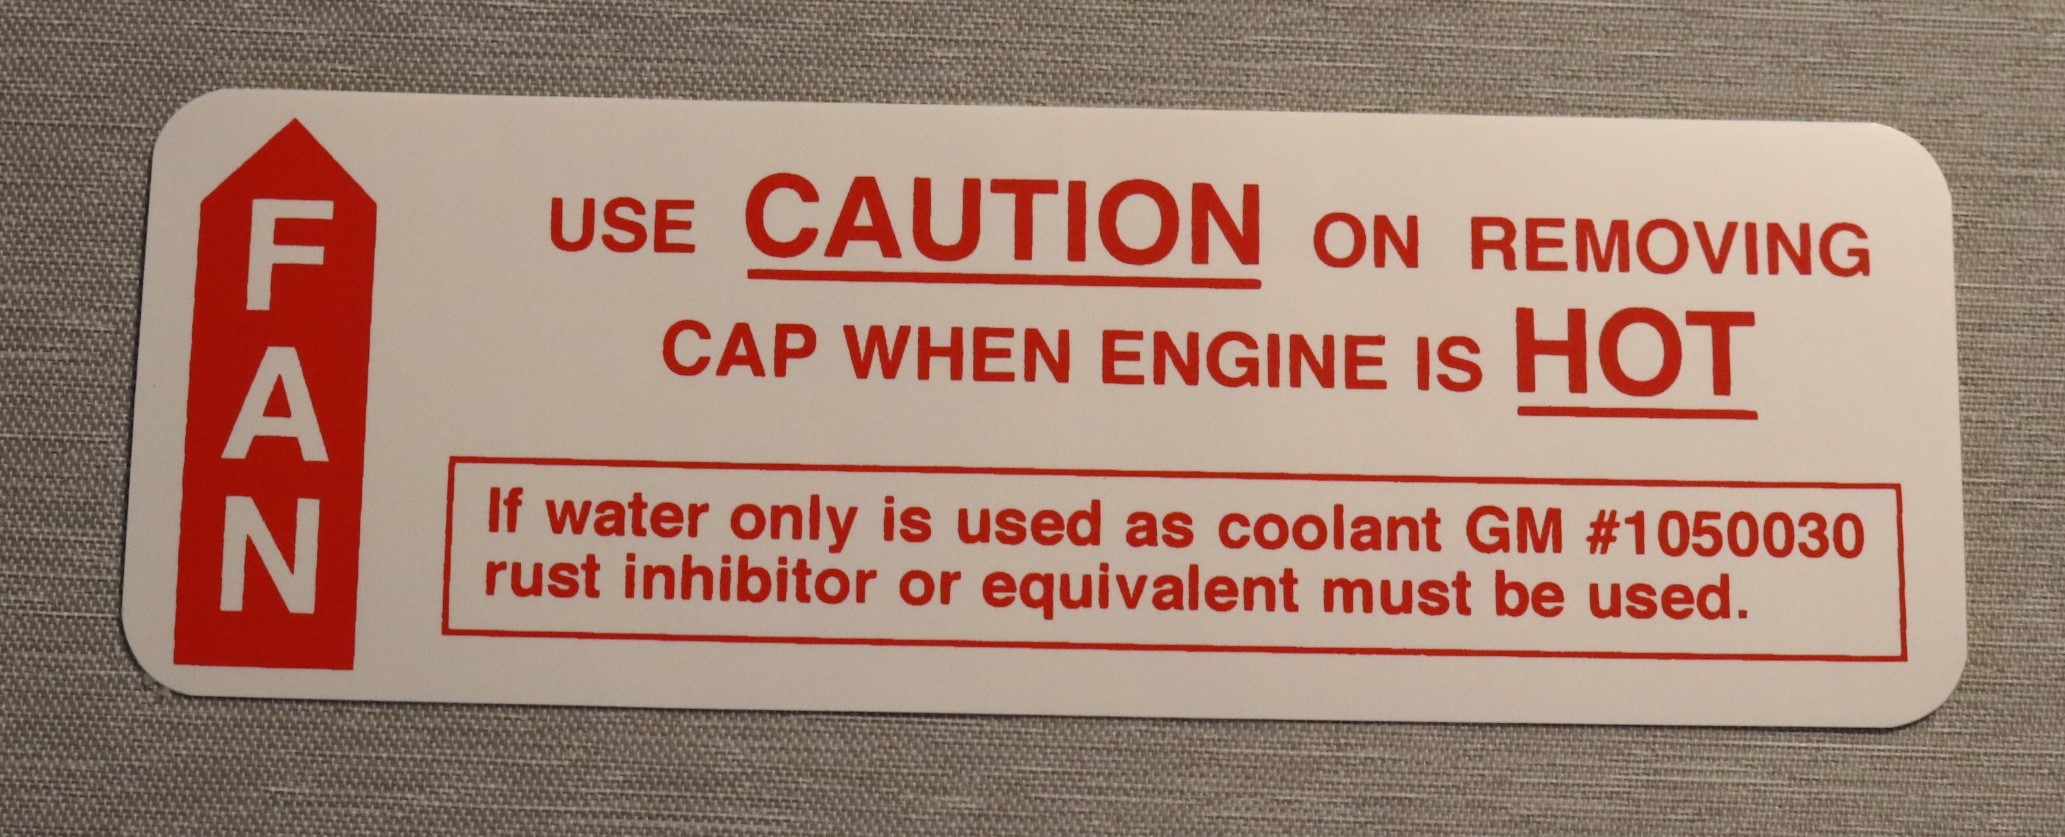 FAN
USE CAUTION ON REMOVING
CAP WHEN ENGINE IS HOT
If water only is used as coolant GM #1050030
rust inhibitor or equivalent must be used.